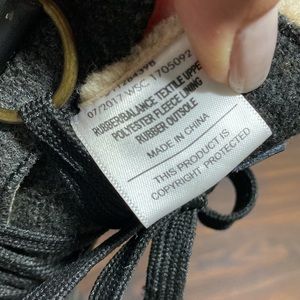 07/2017 WSC 1705092
RUBBER/BALANCE TEXTILE UPPE
POLYESTER FLEECE LINING
RUBBER OUTSOLE
MADE IN CHINA
THIS PRODUCT IS
COPYRIGHT PROTECTED